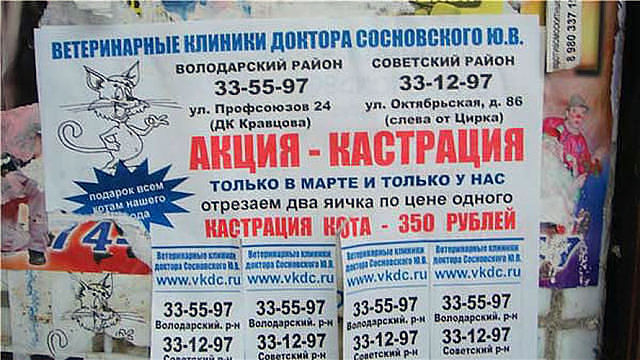 ВЕТЕРИНАРНЫЕ КЛИНИКИ ДОКТОРА СОСНОВСКОГО Ю.В.
ВОЛОДАРСКИЙ РАЙОН
33-55-97
ул. Профсоюзов 24
(ДК Кравцова)
СОВЕТСКИЙ РАЙОН
33-12-97
ул. Октябрьская, д. 86
(слева от Цирка)
АКЦИЯ - КАСТРАЦИЯ
ТОЛЬКО В МАРТЕ И ТОЛЬКО У НАС
отрезаем два яичка по цене одного
КАСТРАЦИЯ КОТА - 350 РУБЛЕЙ
подарок всем
котам нашего
Ветеринарные клиники
доктора Сосновского Ю.В.
www.vkdc.ru
33-55-97
Володарский. р-н
33-12-97
Советский р-н
Ветеринарные клиники
доктора Сосновского Ю.В.
www.vkdc.ru
33-55-97
Володарский. р-н
33-12-97
Советский р-н
Ветеринарные клиники
доктора Сосновского Ю.В.
www.vkdc.ru
33-55-97
Володарский. р-н
33-12-97
Советский р-н
Ветеринарные клиники
доктора Сосновского Ю.В.
www.vkdc.ru
33-55-97
Володарский. р-н
33-12-97
Советский р-н
8 980 337 1